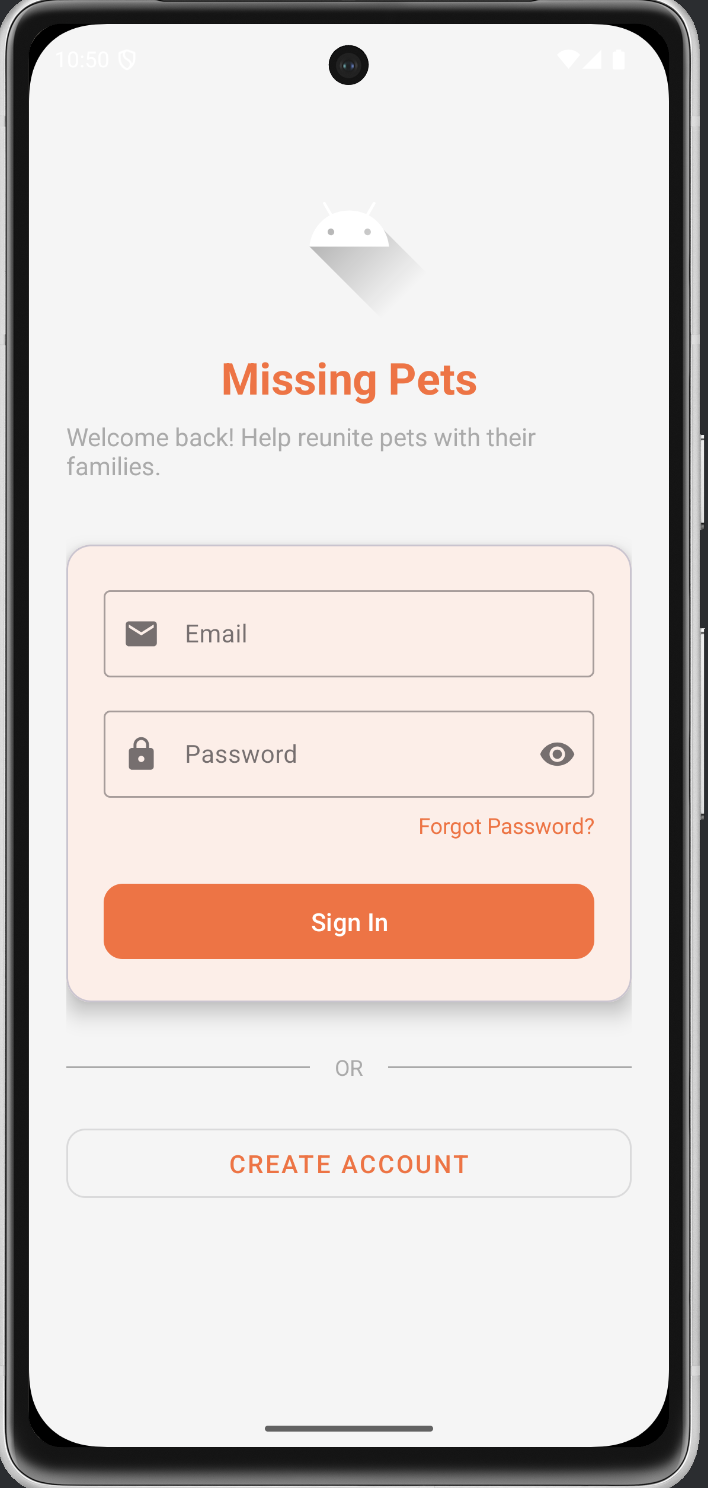 10:50
Missing Pets
Welcome back! Help reunite pets with their
families.
Email
Password
Forgot Password?
Sign In
OR
CREATE ACCOUNT